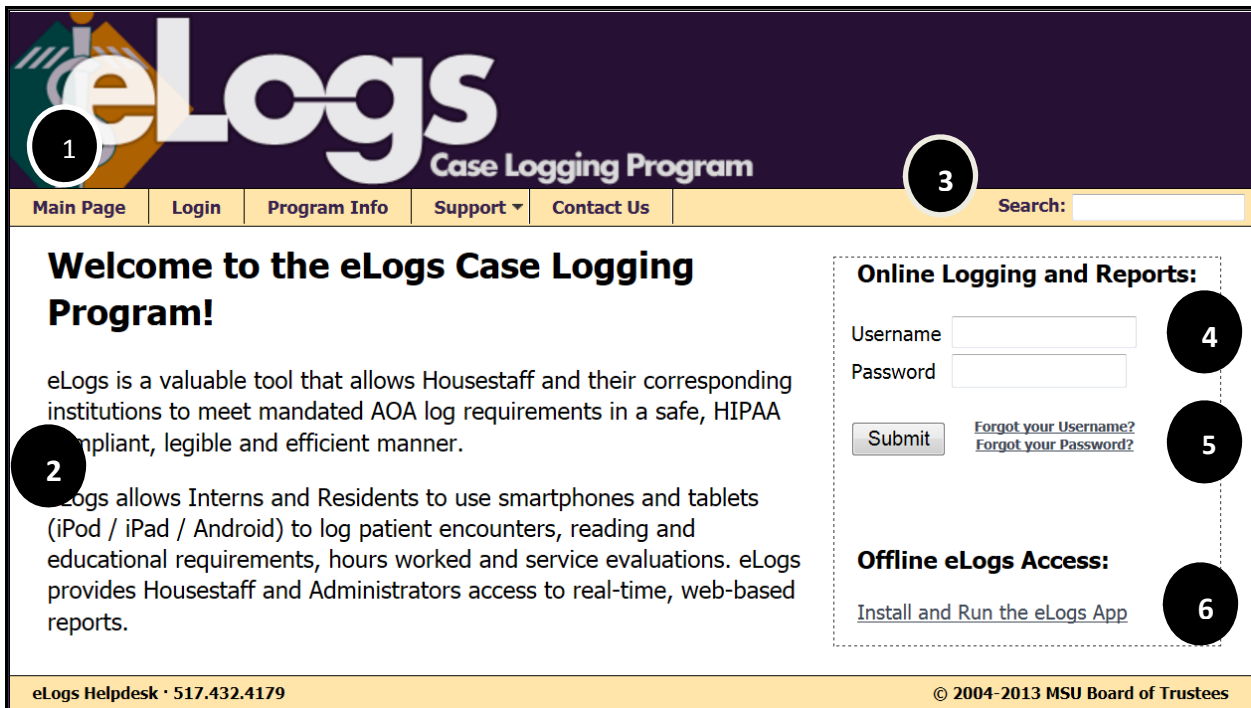 eLogs
Case Logging Program
1
3
Main Page Login Program Info Support Contact Us Search:
Welcome to the eLogs Case Logging
Program!
eLogs is a valuable tool that allows Housestaff and their corresponding
institutions to meet mandated AOA log requirements in a safe, HIPAA
compliant, legible and efficient manner.
2
eLogs allows Interns and Residents to use smartphones and tablets
(iPod / iPad / Android) to log patient encounters, reading and
educational requirements, hours worked and service evaluations. eLogs
provides Housestaff and Administrators access to real-time, web-based
reports.
Online Logging and Reports:
Username
4
Password
Submit
Forgot your Username?
Forgot your Password?
5
Offline eLogs Access:
Install and Run the eLogs App
6
eLogs Helpdesk · 517.432.4179 © 2004-2013 MSU Board of Trustees